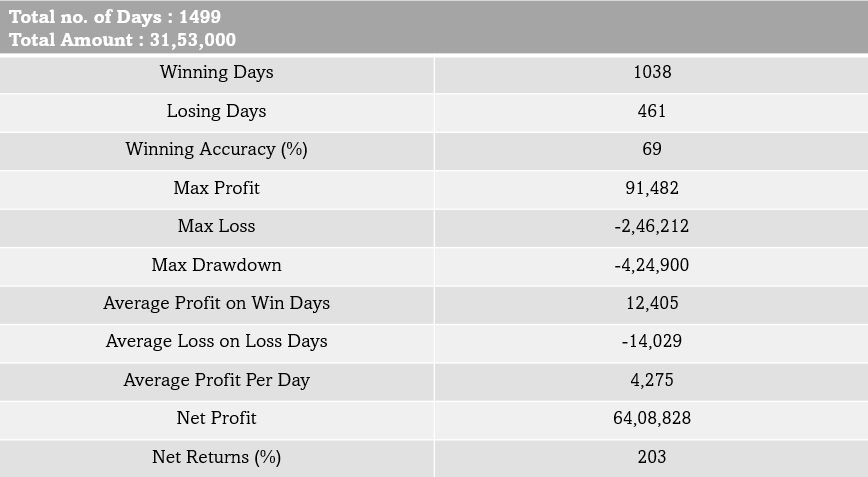 Total no. of Days : 1499
Total Amount : 31,53,000
Winning Days 1038
Losing Days 461
Winning Accuracy (%) 69
Max Profit 91,482
Max Loss -2,46,212
Max Drawdown -4,24,900
Average Profit on Win Days 12,405
Average Loss on Loss Days -14,029
Average Profit Per Day 4,275
Net Profit 64,08,828
Net Returns (%) 203